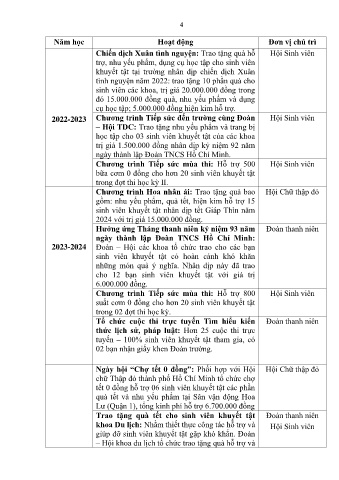 4
Năm học
Hoạt động
Đơn vị chủ trì
2022-2023
Chiến dịch Xuân tình nguyện: Trao tặng quà hỗ
trợ, nhu yếu phẩm, dụng cụ học tập cho sinh viên
khuyết tật tại trường nhân dịp chiến dịch Xuân
tình nguyện năm 2022: trao tặng 10 phần quà cho
sinh viên các khoa, trị giá 20.000.000 đồng trong
đó 15.000.000 đồng quà, nhu yếu phẩm và dụng
cụ học tập; 5.000.000 đồng hiện kim hỗ trợ.
Hội Sinh viên
Chương trình Tiếp sức đến trường cùng Đoàn
– Hội TDC: Trao tặng nhu yếu phẩm và trang bị
học tập cho 03 sinh viên khuyết tật của các khoa
trị giá 1.500.000 đồng nhân dịp kỷ niệm 92 năm
ngày thành lập Đoàn TNCS Hồ Chí Minh.
Hội Sinh viên
Chương trình Tiếp sức mùa thi: Hỗ trợ 500
bữa cơm 0 đồng cho hơn 20 sinh viên khuyết tật
trong đợt thi học kỳ II.
Hội Sinh viên
2023-2024
Chương trình Hoa nhân ái: Trao tặng quà bao
gồm: nhu yếu phẩm, quà tết, hiện kim hỗ trợ 15
sinh viên khuyết tật nhân dịp tết Giáp Thìn năm
2024 với trị giá 15.000.000 đồng.
Hội Chữ thập đỏ
Hưởng ứng Tháng thanh niên kỷ niệm 93 năm
ngày thành lập Đoàn TNCS Hồ Chí Minh:
Đoàn – Hội các khoa tổ chức trao cho các bạn
sinh viên khuyết tật có hoàn cảnh khó khăn
những món quà ý nghĩa. Nhân dịp này đã trao
cho 12 bạn sinh viên khuyết tật với giá trị
6.000.000 đồng.
Đoàn thanh niên
Chương trình Tiếp sức mùa thi: Hỗ trợ 800
suất cơm 0 đồng cho hơn 20 sinh viên khuyết tật
trong 02 đợt thi học kỳ.
Hội Sinh viên
Tổ chức cuộc thi trực tuyến Tìm hiểu kiến
thức lịch sử, pháp luật: Hơn 25 cuộc thi trực
tuyến – 100% sinh viên khuyết tật tham gia, có
02 bạn nhận giấy khen Đoàn trường.
Đoàn thanh niên
Ngày hội “Chợ tết 0 đồng”: Phối hợp với Hội
chữ Thập đỏ thành phố Hồ Chí Minh tổ chức chợ
tết 0 đồng hỗ trợ 06 sinh viên khuyết tật các phần
quà tết và nhu yếu phẩm tại Sân vận động Hoa
Lư (Quận 1), tổng kinh phí hỗ trợ 6.700.000 đồng
Hội Chữ thập đỏ
Trao tặng quà tết cho sinh viên khuyết tật
khoa Du lịch: Nhằm thiết thực công tác hỗ trợ và
giúp đỡ sinh viên khuyết tật gặp khó khăn. Đoàn
– Hội khoa du lịch tổ chức trao tặng quà hỗ trợ và
Đoàn thanh niên
Hội Sinh viên